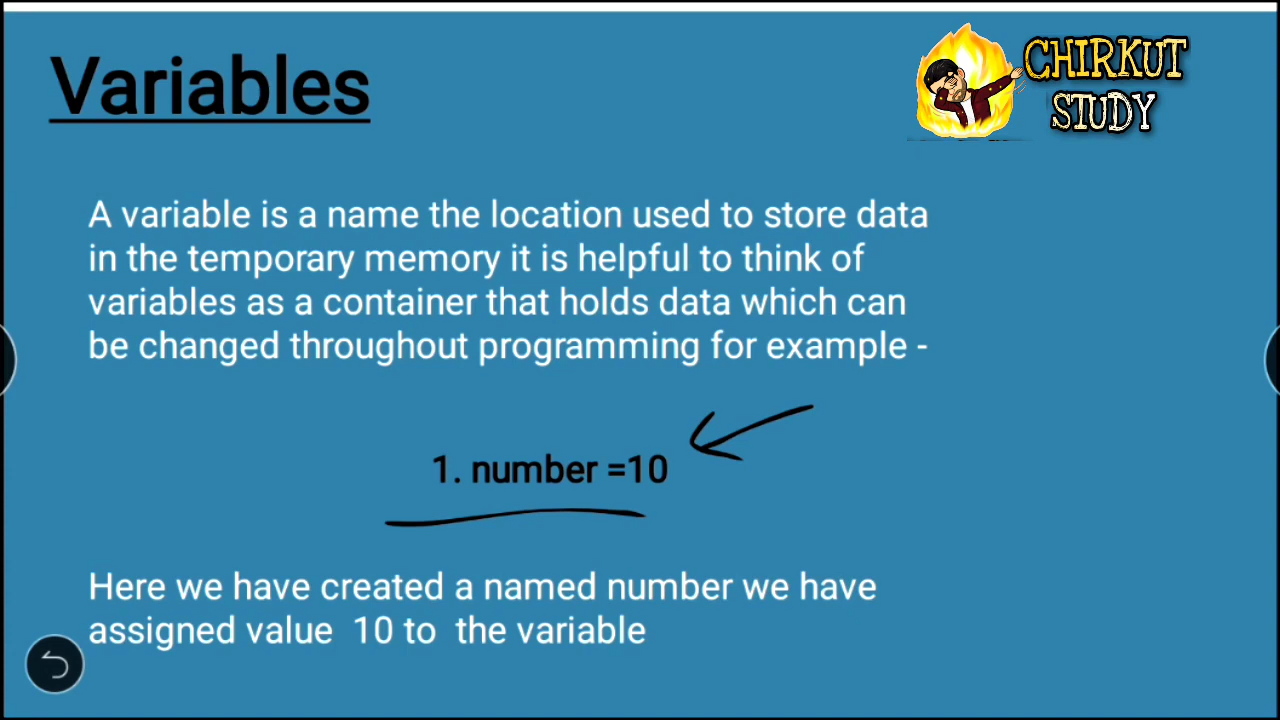 Variables
CHIRKUT
STUDY
A variable is a name the location used to store data
in the temporary memory it is helpful to think of
variables as a container that holds data which can
be changed throughout programming for example -
1. number =10
Here we have created a named number we have
assigned value 10 to the variable